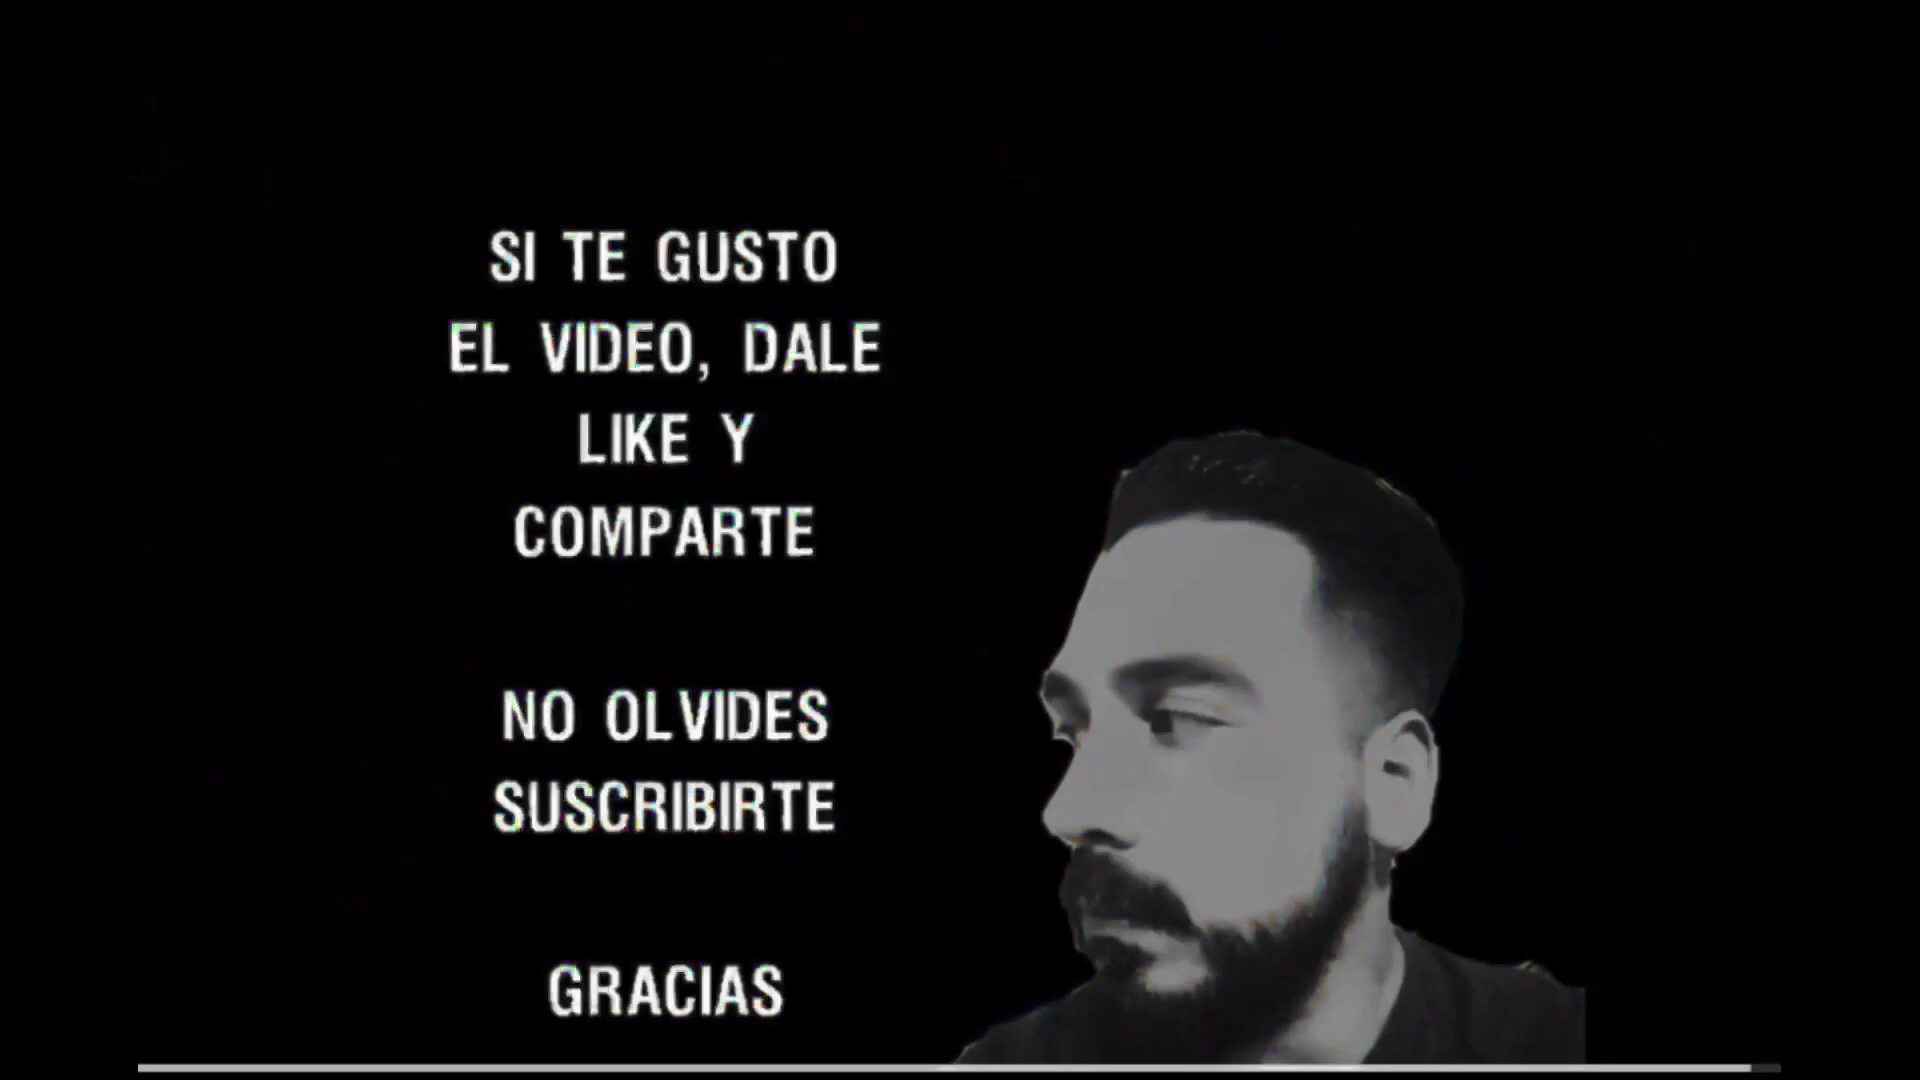 SI TE GUSTO
EL VIDEO, DALE
LIKE Y
COMPARTE
NO OLVIDES
SUSCRIBIRTE
GRACIAS